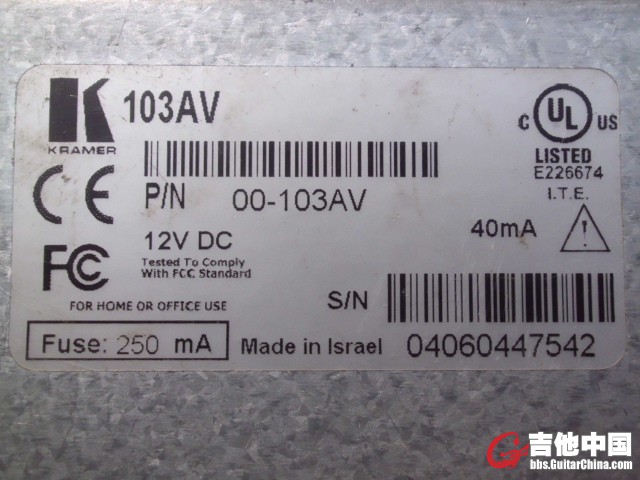 KRAMER
103AV
C UL US
LISTED
E226674
I.T.E.
CE
P/N 00-103AV
12V DC
40mA
FC
Tested To Comply
With FCC Standard
FOR HOME OR OFFICE USE
S/N
04060447542
Fuse: 250 mA
Made in Israel
吉他中国
bbs.GuitarChina.com